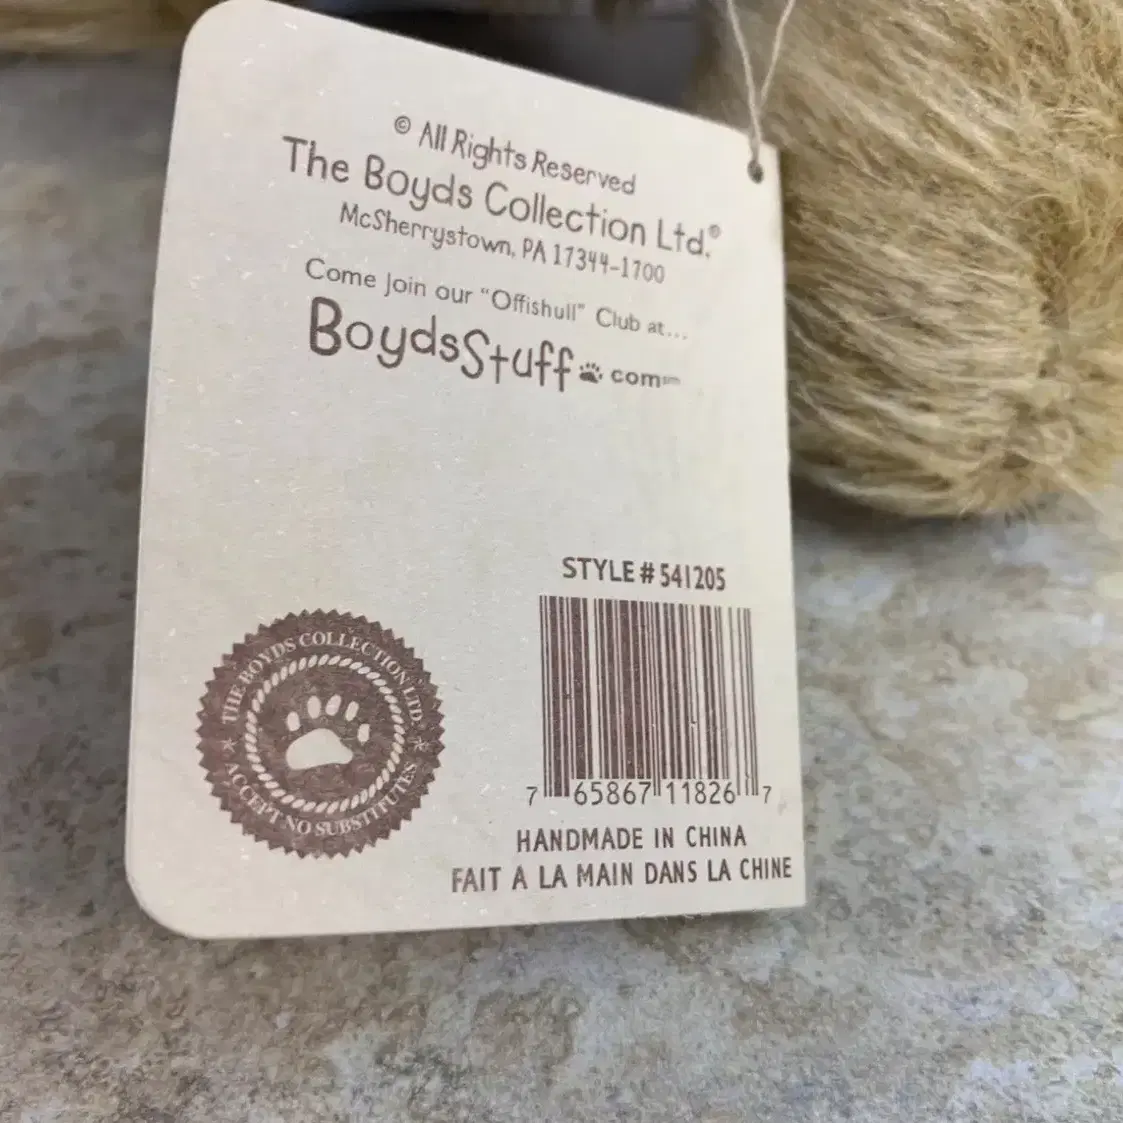 © All Rights Reserved
The Boyds Collection Ltd.®
McSherrystown, PA 17344-1700
Come Join our "Offishull" Club at...
BoydsStuff com℠
STYLE # 541205
7 65867 11826 7
HANDMADE IN CHINA
FAIT A LA MAIN DANS LA CHINE
THE BOYDS COLLECTION LTD.
ACCEPT NO SUBSTITUTES